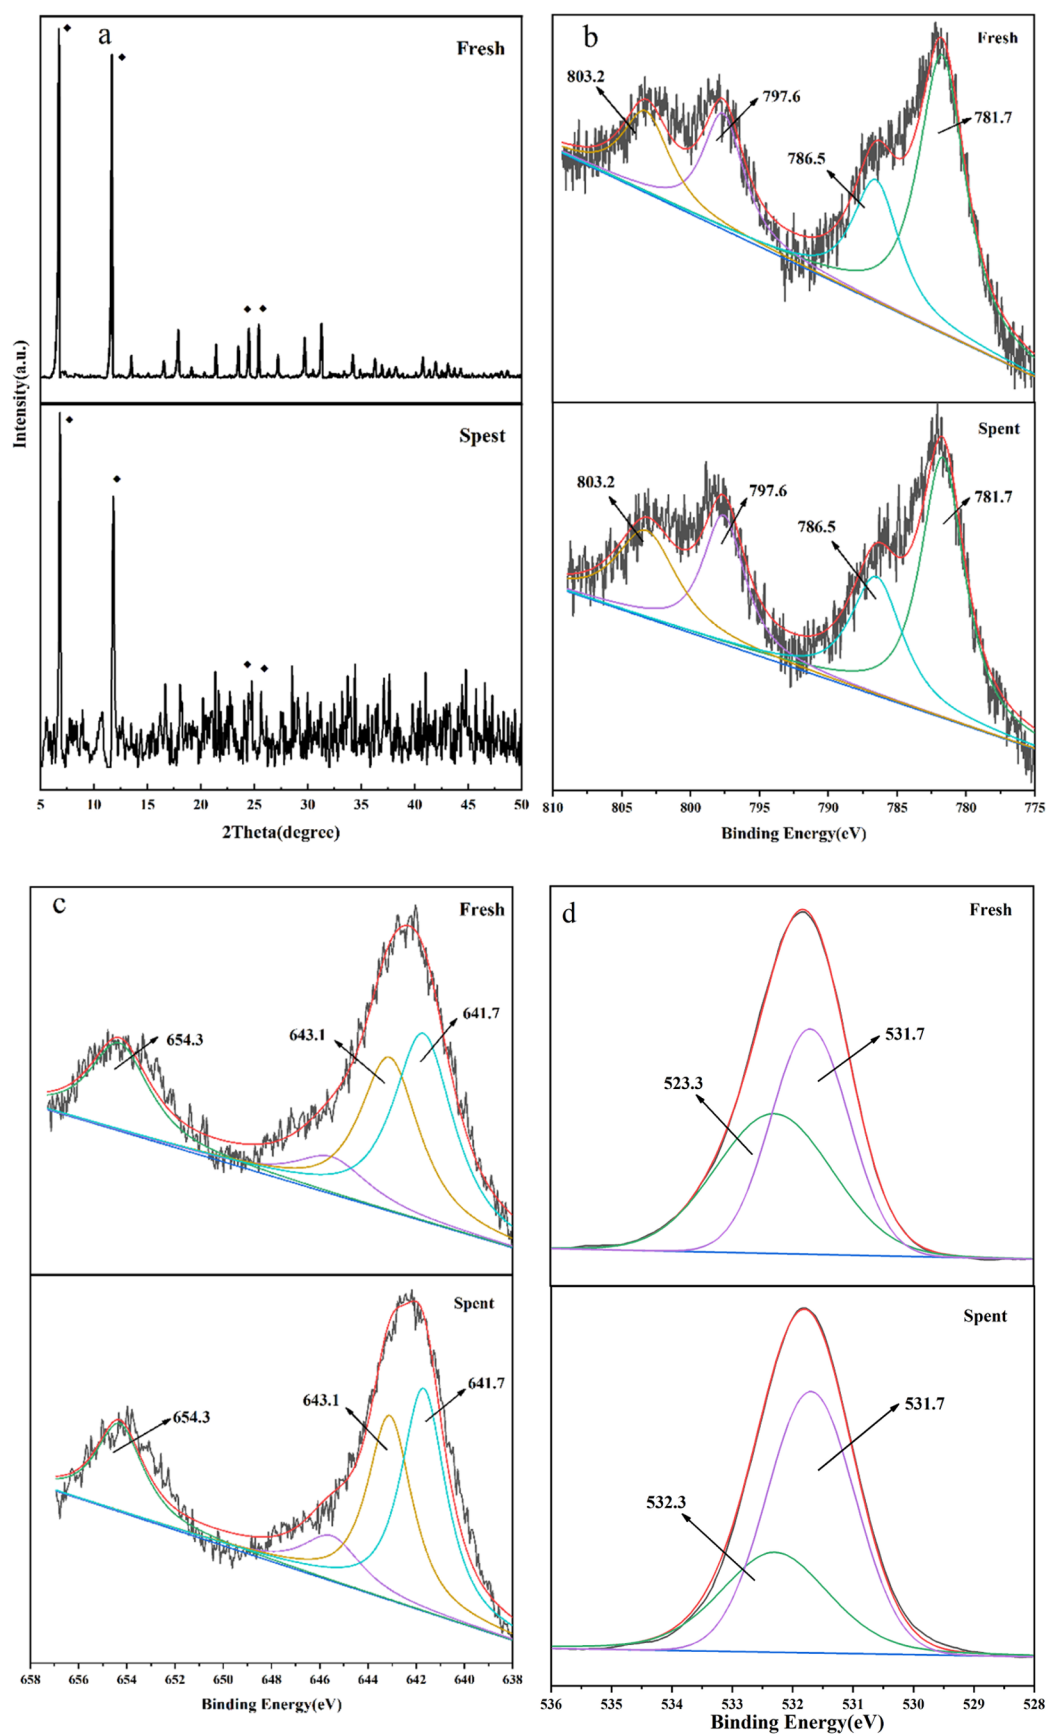 a
Fresh
Spest
Intensity(a.u.)
5 10 15 20 25 30 35 40 45 50
2Theta(degree)
b
Fresh
803.2
797.6
786.5
781.7
Spent
803.2
797.6
786.5
781.7
810 805 800 795 790 785 780 775
Binding Energy(eV)
c
Fresh
654.3
643.1
641.7
Spent
654.3
643.1
641.7
658 656 654 652 650 648 646 644 642 640 638
Binding Energy(eV)
d
Fresh
523.3
531.7
Spent
532.3
531.7
536 535 534 533 532 531 530 529 528
Binding Energy(eV)